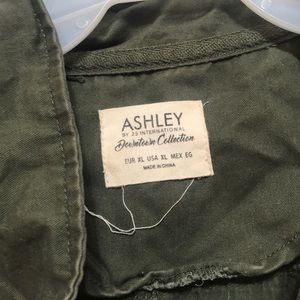 ASHLEY
BY 26 INTERNATIONAL
Downtown Collection
EUR XL USA XL MEX EG
MADE IN CHINA